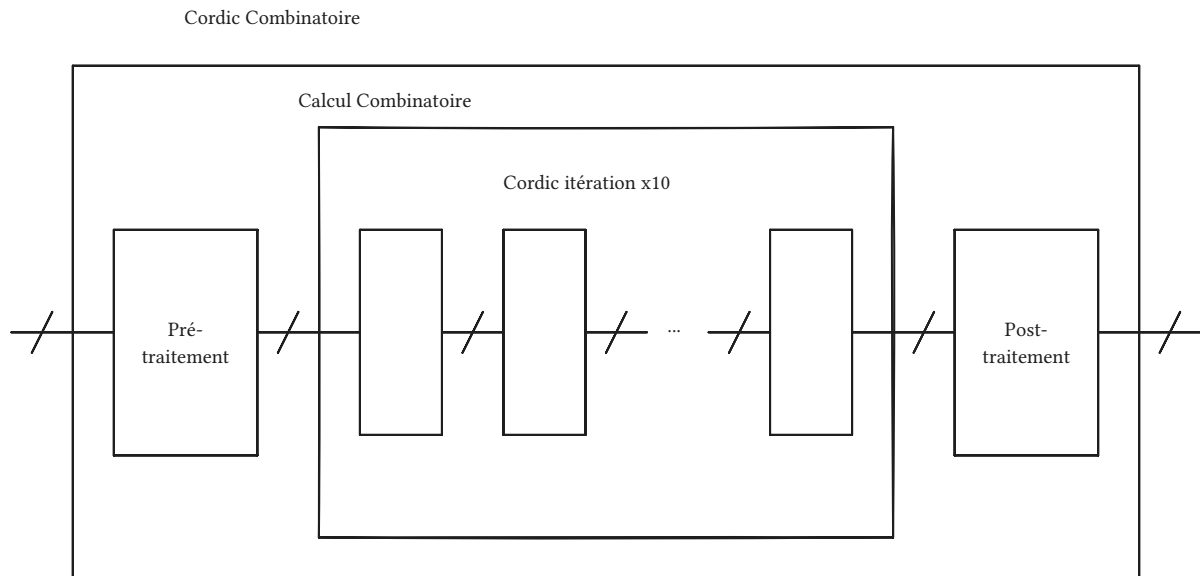 Cordic Combinatoire
Calcul Combinatoire
Cordic itération x10
Pré-
traitement
...
Post-
traitement